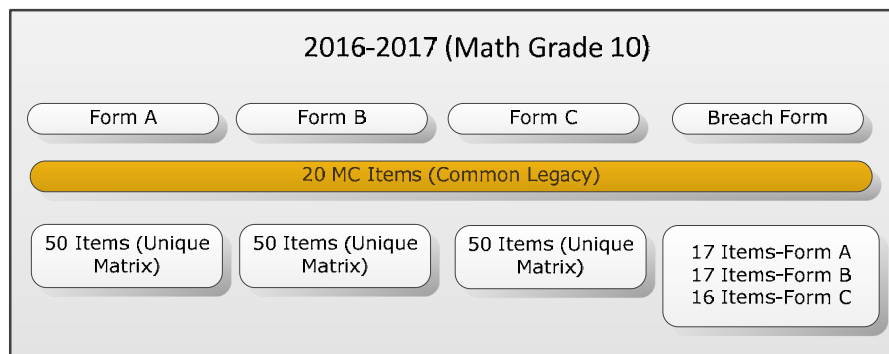 2016-2017 (Math Grade 10)
Form A
Form B
Form C
Breach Form
20 MC Items (Common Legacy)
50 Items (Unique
Matrix)
50 Items (Unique
Matrix)
50 Items (Unique
Matrix)
17 Items-Form A
17 Items-Form B
16 Items-Form C